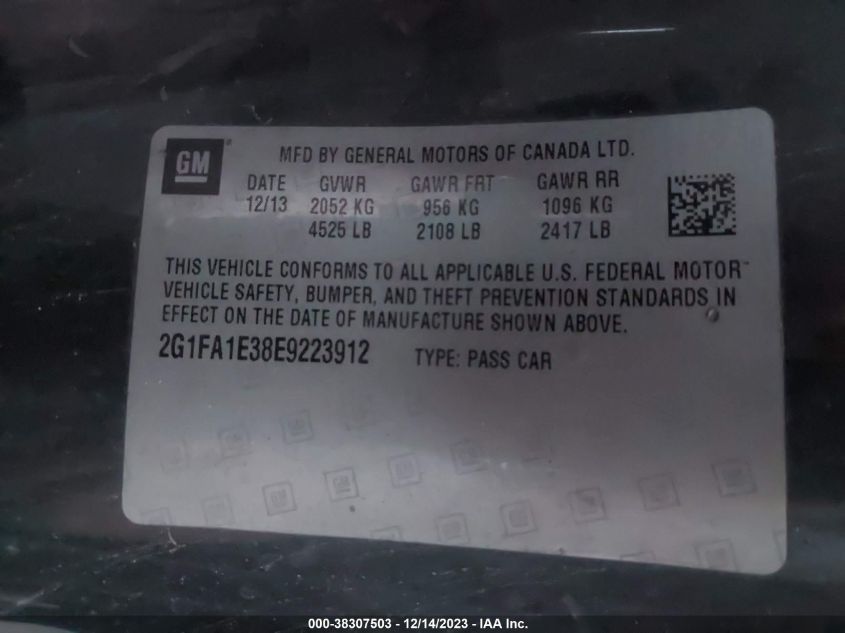 GM
MFD BY GENERAL MOTORS OF CANADA LTD.
DATE GVWR GAWR FRT GAWR RR
12/13 2052 KG 956 KG 1096 KG
4525 LB 2108 LB 2417 LB
THIS VEHICLE CONFORMS TO ALL APPLICABLE U.S. FEDERAL MOTOR
VEHICLE SAFETY, BUMPER, AND THEFT PREVENTION STANDARDS IN
EFFECT ON THE DATE OF MANUFACTURE SHOWN ABOVE.
2G1FA1E38E9223912 TYPE: PASS CAR
000-38307503 - 12/14/2023 - IAA Inc.